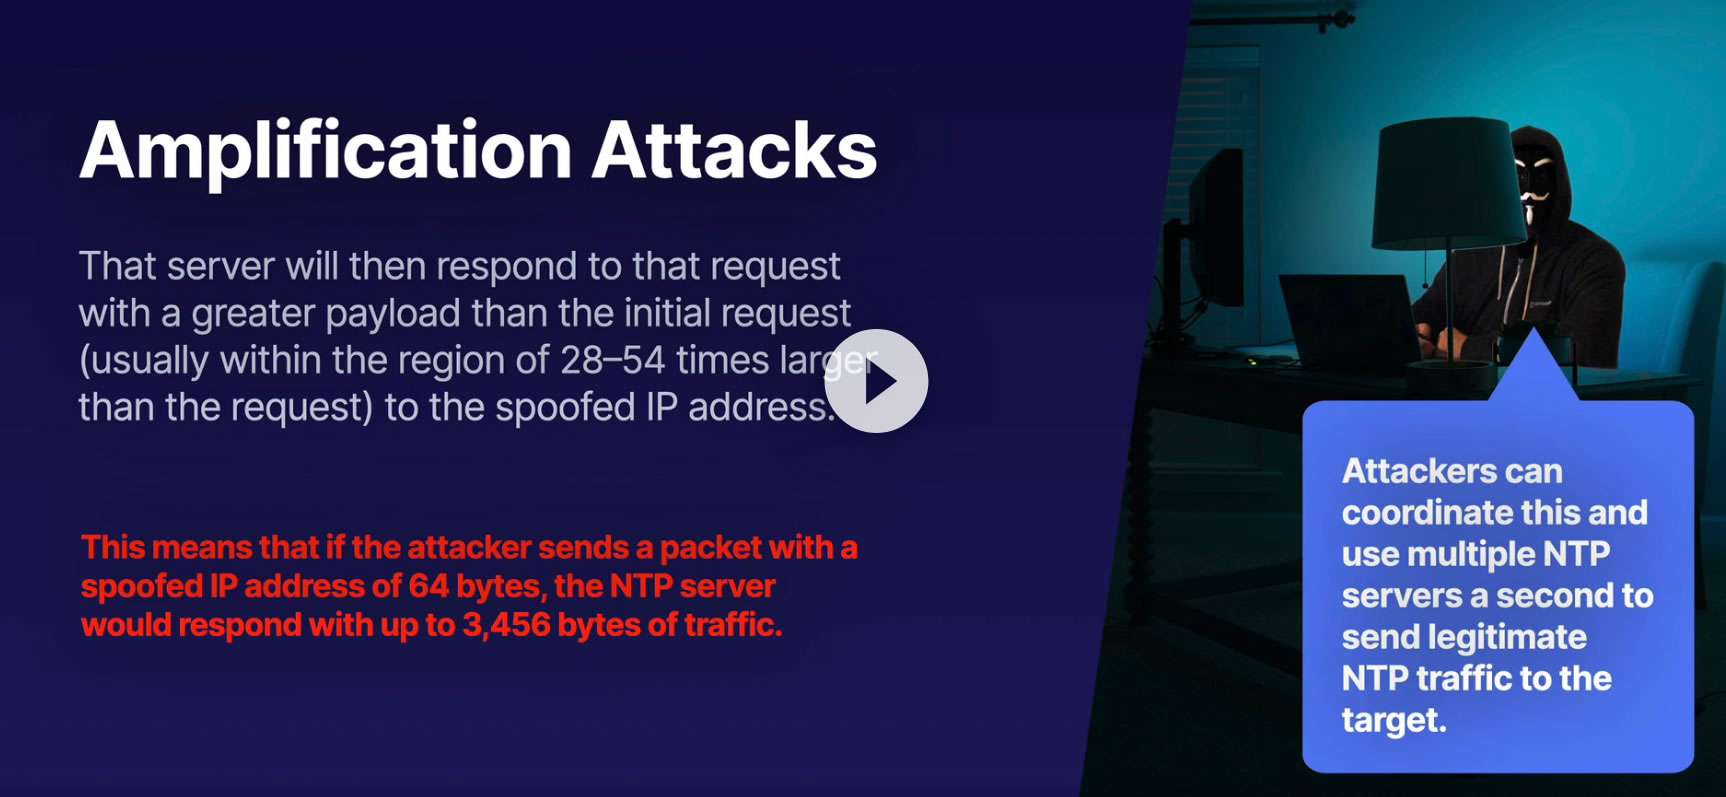 Amplification Attacks
That server will then respond to that request
with a greater payload than the initial request
(usually within the region of 28–54 times larger
than the request) to the spoofed IP address.
This means that if the attacker sends a packet with a
spoofed IP address of 64 bytes, the NTP server
would respond with up to 3,456 bytes of traffic.
Attackers can
coordinate this and
use multiple NTP
servers a second to
send legitimate
NTP traffic to the
target.